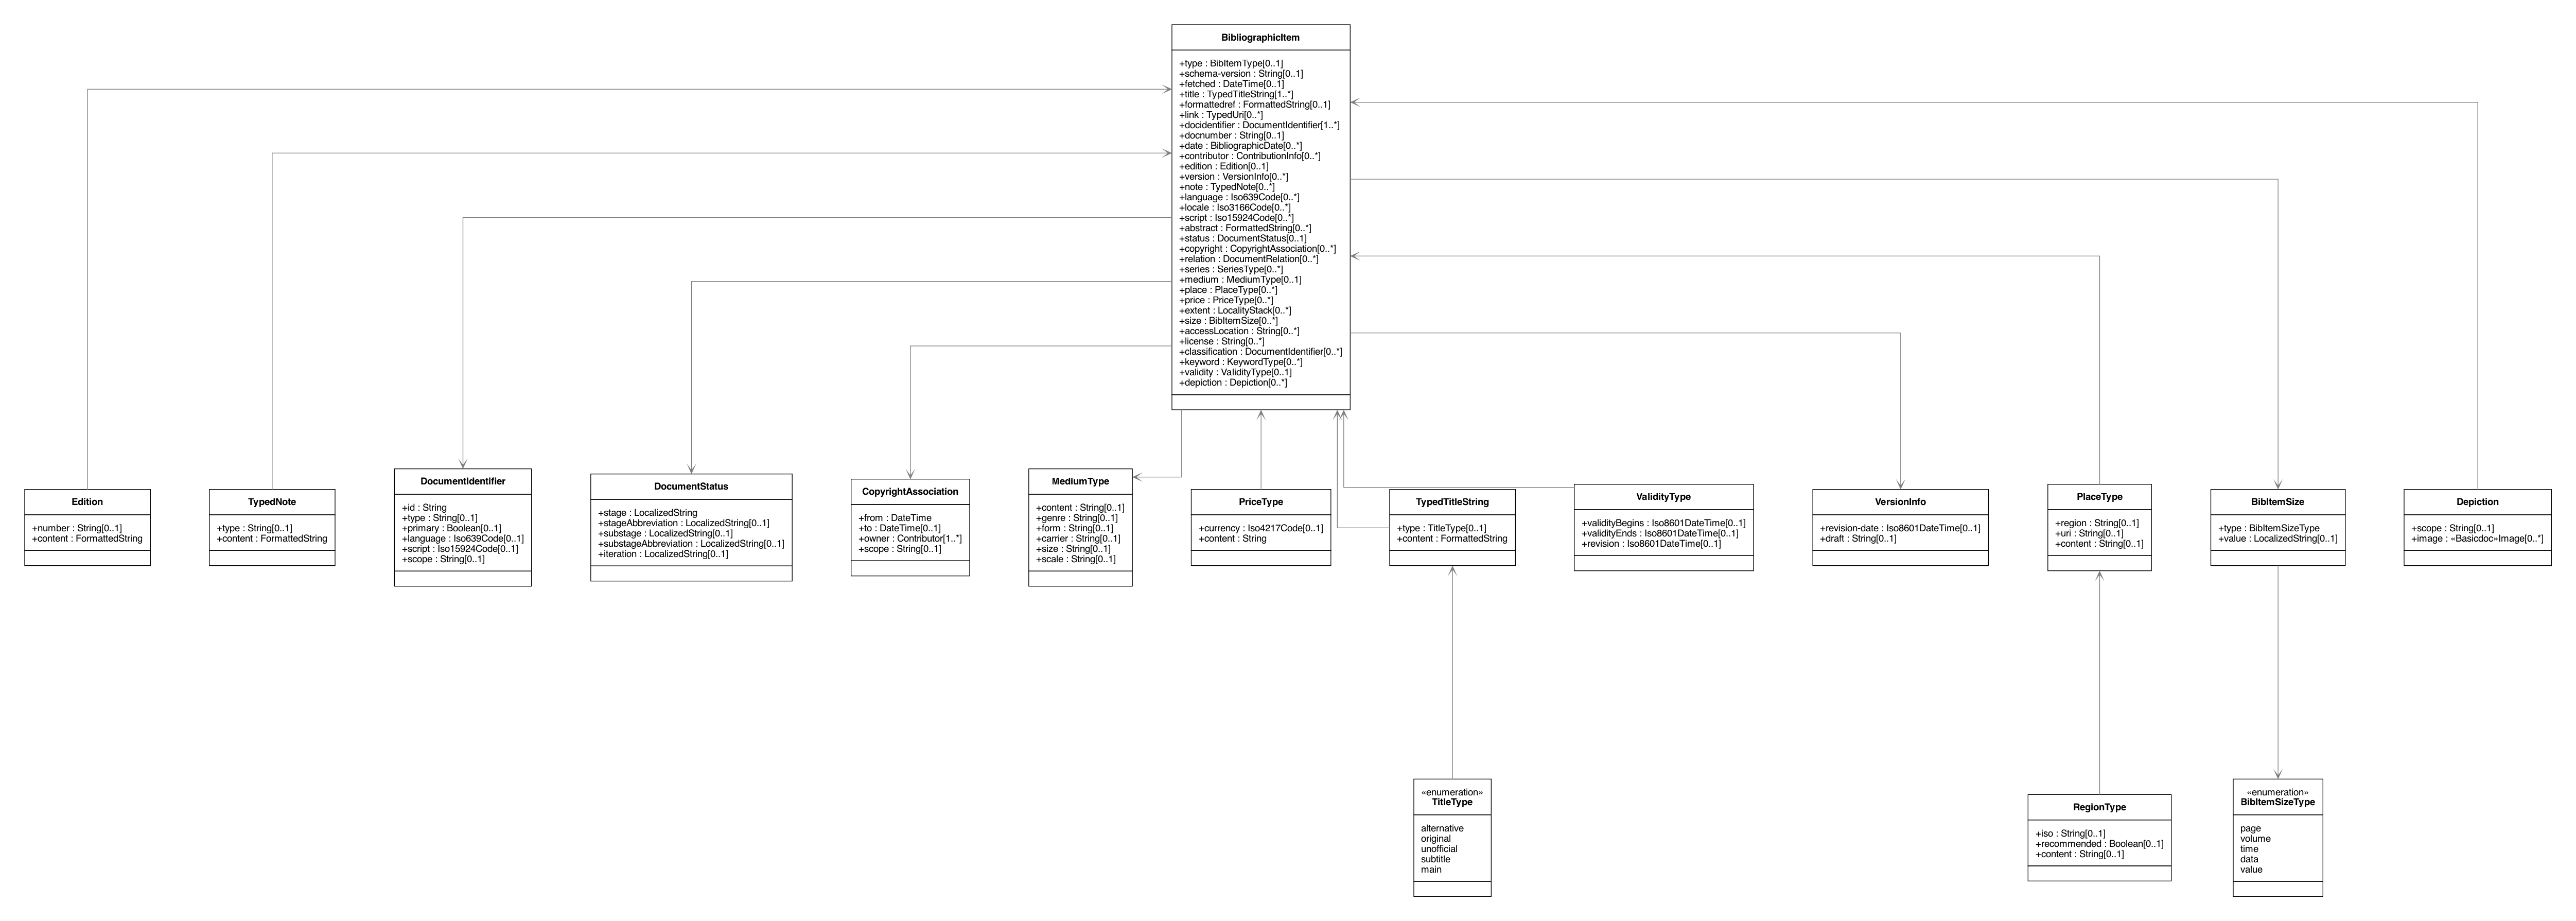 BibliographicItem
+type : BibItemType[0..1]
+schema-version : String[0..1]
+fetched : DateTime[0..1]
+title : TypedTitleString[1..*]
+formattedref : FormattedString[0..1]
+link : TypedUri[0..*]
+docidentifier : DocumentIdentifier[1..*]
+docnumber : String[0..1]
+date : BibliographicDate[0..*]
+contributor : ContributionInfo[0..*]
+edition : Edition[0..1]
+version : VersionInfo[0..*]
+note : TypedNote[0..*]
+language : Iso639Code[0..*]
+locale : Iso3166Code[0..*]
+script : Iso15924Code[0..*]
+abstract : FormattedString[0..*]
+status : DocumentStatus[0..1]
+copyright : CopyrightAssociation[0..*]
+relation : DocumentRelation[0..*]
+series : SeriesType[0..*]
+medium : MediumType[0..1]
+place : PlaceType[0..*]
+price : PriceType[0..*]
+extent : LocalityStack[0..*]
+size : BibItemSize[0..*]
+accessLocation : String[0..*]
+license : String[0..*]
+classification : DocumentIdentifier[0..*]
+keyword : KeywordType[0..*]
+validity : ValidityType[0..1]
+depiction : Depiction[0..*]
Edition
+number : String[0..1]
+content : FormattedString
TypedNote
+type : String[0..1]
+content : FormattedString
DocumentIdentifier
+id : String
+type : String[0..1]
+primary : Boolean[0..1]
+language : Iso639Code[0..1]
+script : Iso15924Code[0..1]
+scope : String[0..1]
DocumentStatus
+stage : LocalizedString
+stageAbbreviation : LocalizedString[0..1]
+substage : LocalizedString[0..1]
+substageAbbreviation : LocalizedString[0..1]
+iteration : LocalizedString[0..1]
CopyrightAssociation
+from : DateTime
+to : DateTime[0..1]
+owner : Contributor[1..*]
+scope : String[0..1]
MediumType
+content : String[0..1]
+genre : String[0..1]
+form : String[0..1]
+carrier : String[0..1]
+size : String[0..1]
+scale : String[0..1]
PriceType
+currency : Iso4217Code[0..1]
+content : String
TypedTitleString
+type : TitleType[0..1]
+content : FormattedString
ValidityType
+validityBegins : Iso8601DateTime[0..1]
+validityEnds : Iso8601DateTime[0..1]
+revision : Iso8601DateTime[0..1]
VersionInfo
+revision-date : Iso8601DateTime[0..1]
+draft : String[0..1]
PlaceType
+region : String[0..1]
+uri : String[0..1]
+content : String[0..1]
BibItemSize
+type : BibItemSizeType
+value : LocalizedString[0..1]
Depiction
+scope : String[0..1]
+image : «Basicdoc»Image[0..*]
«enumeration»
TitleType
alternative
original
unofficial
subtitle
main
RegionType
+iso : String[0..1]
+recommended : Boolean[0..1]
+content : String[0..1]
«enumeration»
BibItemSizeType
page
volume
time
data
value